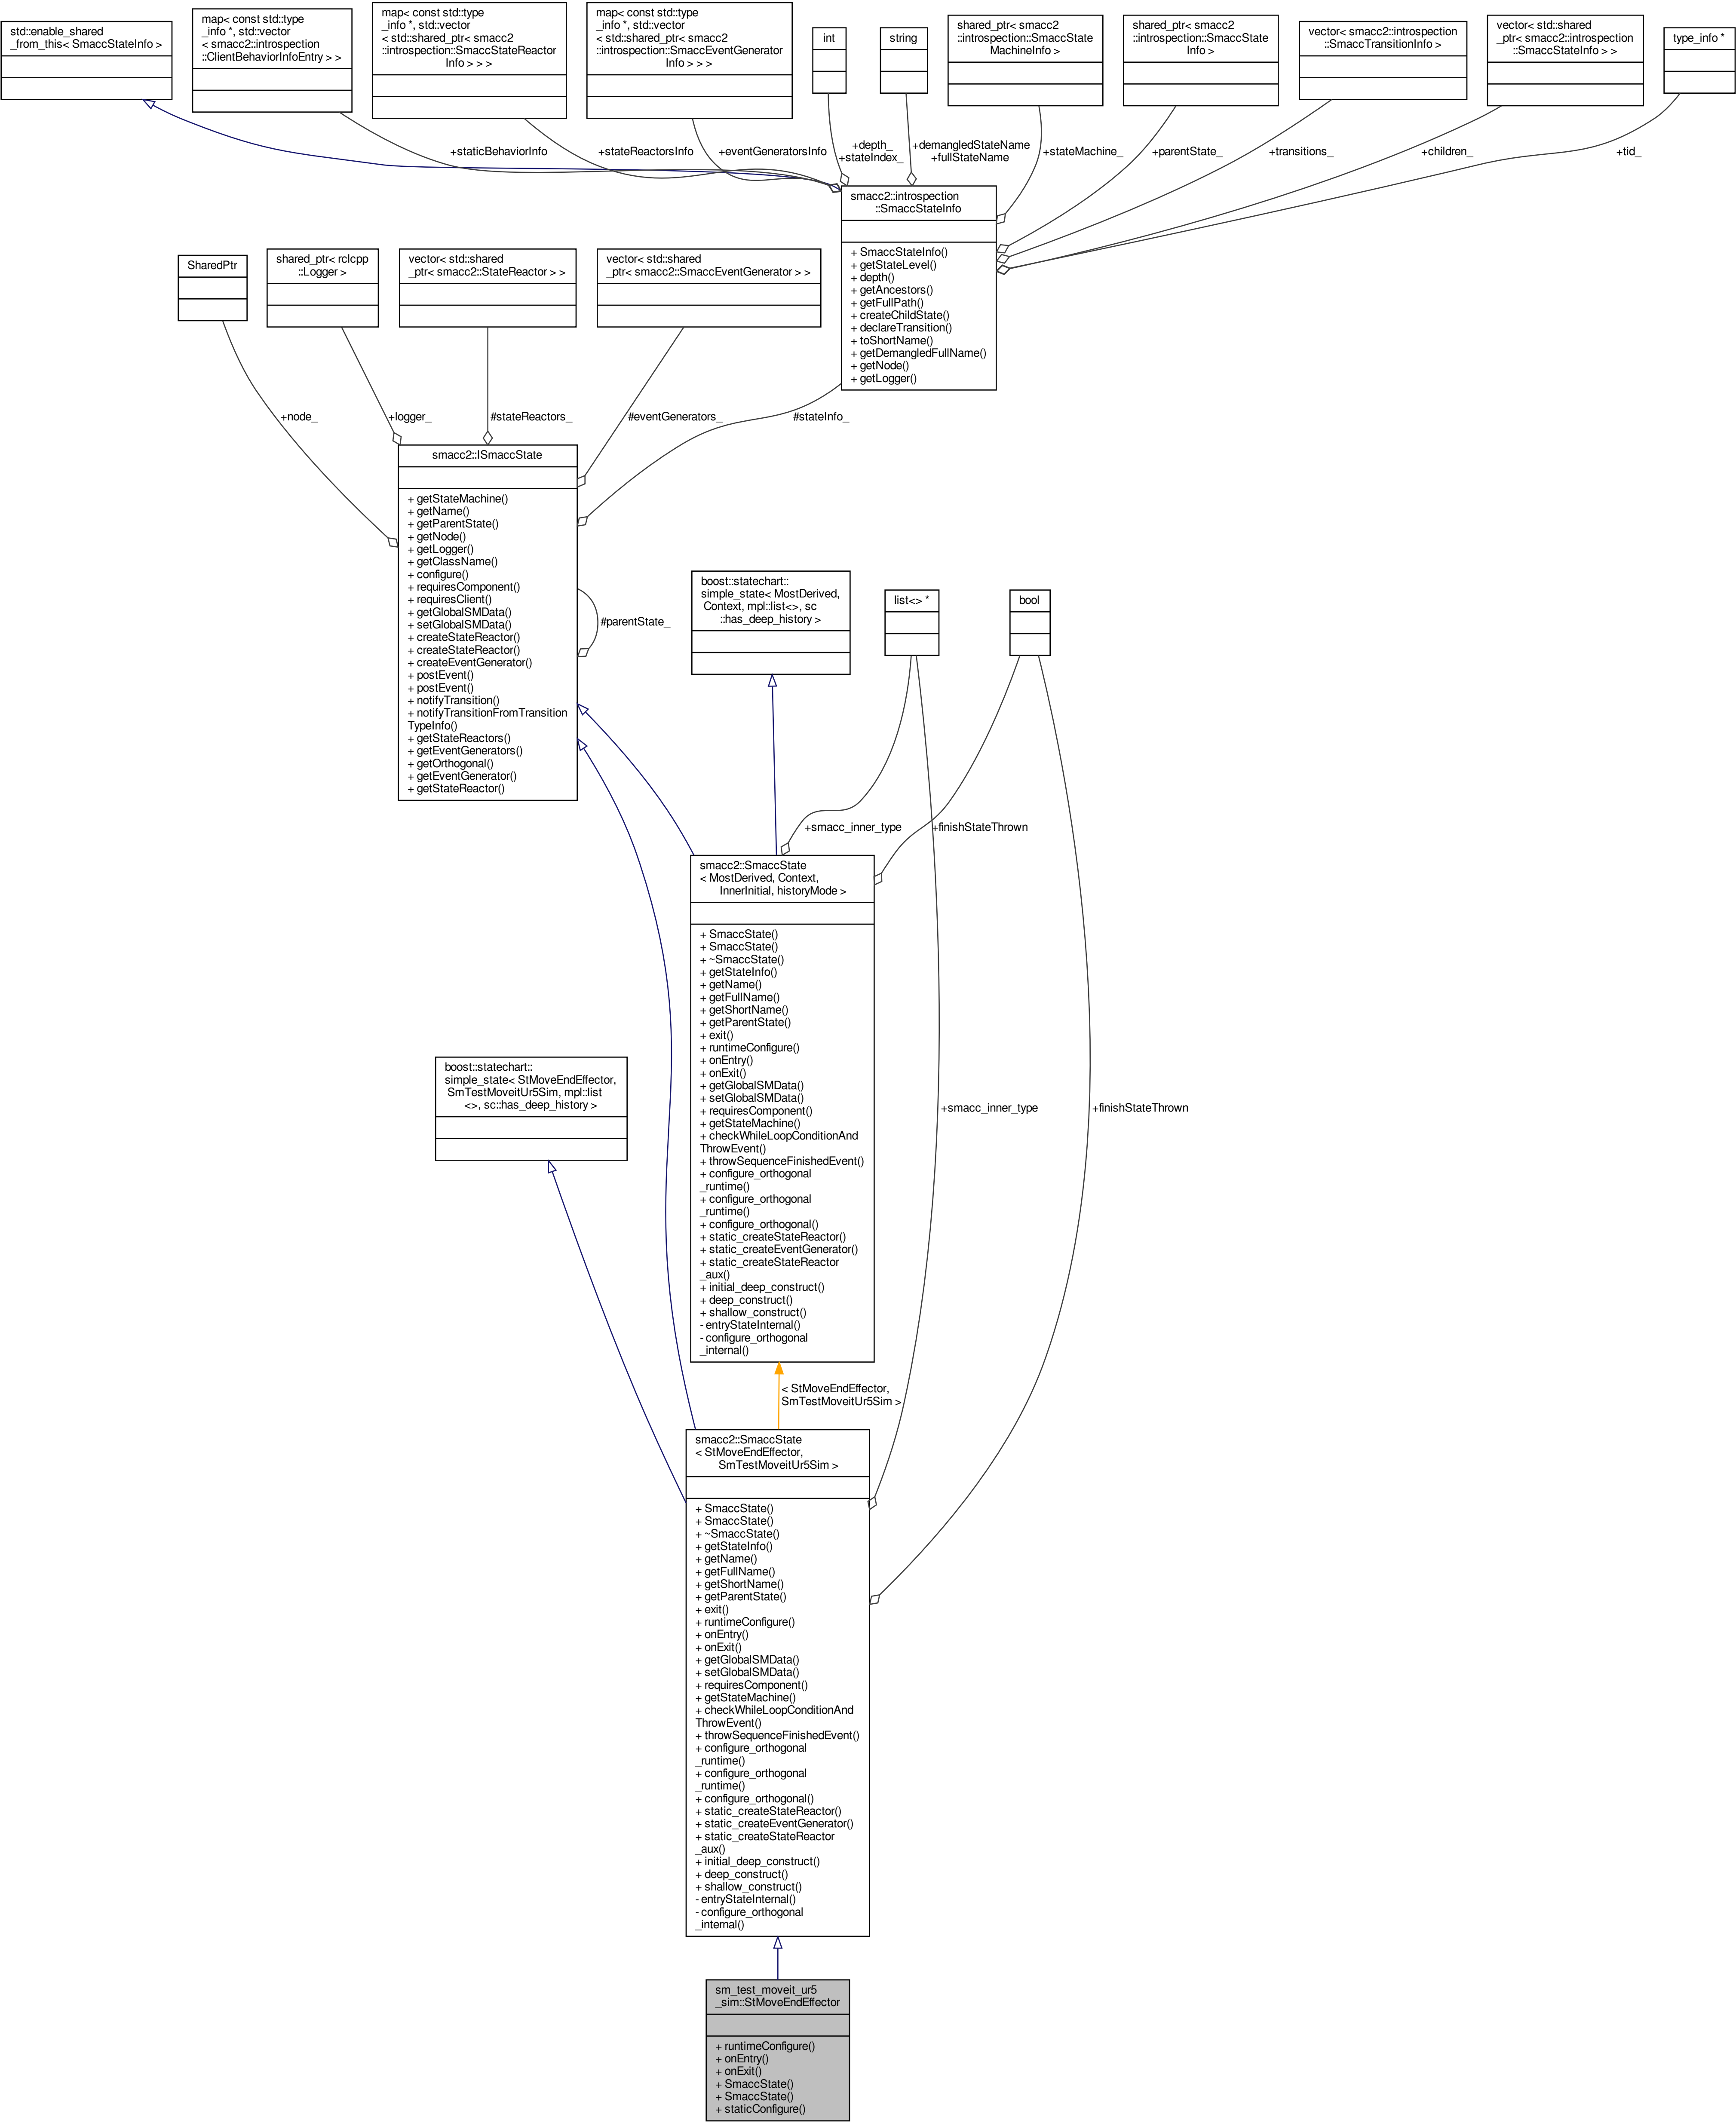 std::enable_shared
_from_this< SmaccStateInfo >
map< const std::type
_info *, std::vector
< smacc2::introspection
::ClientBehaviorInfoEntry > >
map< const std::type
_info *, std::vector
< std::shared_ptr< smacc2
::introspection::SmaccStateReactor
Info > > >
map< const std::type
_info *, std::vector
< std::shared_ptr< smacc2
::introspection::SmaccEventGenerator
Info > > >
int
string
shared_ptr< smacc2
::introspection::SmaccState
MachineInfo >
shared_ptr< smacc2
::introspection::SmaccState
Info >
vector< smacc2::introspection
::SmaccTransitionInfo >
vector< std::shared
_ptr< smacc2::introspection
::SmaccStateInfo > >
type_info *
+staticBehaviorInfo
+stateReactorsInfo
+eventGeneratorsInfo
+depth_
+stateIndex_
+demangledStateName
+fullStateName
+stateMachine_
+parentState_
+transitions_
+children_
+tid_
smacc2::introspection
::SmaccStateInfo
+ SmaccStateInfo()
+ getStateLevel()
+ depth()
+ getAncestors()
+ getFullPath()
+ createChildState()
+ declareTransition()
+ toShortName()
+ getDemangledFullName()
+ getNode()
+ getLogger()
SharedPtr
shared_ptr< rclcpp
::Logger >
vector< std::shared
_ptr< smacc2::StateReactor > >
vector< std::shared
_ptr< smacc2::SmaccEventGenerator > >
+node_
+logger_
#stateReactors_
#eventGenerators_
#stateInfo_
smacc2::ISmaccState
+ getStateMachine()
+ getName()
+ getParentState()
+ getNode()
+ getLogger()
+ getClassName()
+ configure()
+ requiresComponent()
+ requiresClient()
+ getGlobalSMData()
+ setGlobalSMData()
+ createStateReactor()
+ createStateReactor()
+ createEventGenerator()
+ postEvent()
+ postEvent()
+ notifyTransition()
+ notifyTransitionFromTransition
TypeInfo()
+ getStateReactors()
+ getEventGenerators()
+ getOrthogonal()
+ getEventGenerator()
+ getStateReactor()
#parentState_
boost::statechart::
simple_state< MostDerived,
Context, mpl::list<>, sc
::has_deep_history >
list<> *
bool
+smacc_inner_type
+finishStateThrown
smacc2::SmaccState
< MostDerived, Context,
InnerInitial, historyMode >
+ SmaccState()
+ SmaccState()
+ ~SmaccState()
+ getStateInfo()
+ getName()
+ getFullName()
+ getShortName()
+ getParentState()
+ exit()
+ runtimeConfigure()
+ onEntry()
+ onExit()
+ getGlobalSMData()
+ setGlobalSMData()
+ requiresComponent()
+ getStateMachine()
+ checkWhileLoopConditionAnd
ThrowEvent()
+ throwSequenceFinishedEvent()
+ configure_orthogonal
_runtime()
+ configure_orthogonal
_runtime()
+ configure_orthogonal()
+ static_createStateReactor()
+ static_createEventGenerator()
+ static_createStateReactor
_aux()
+ initial_deep_construct()
+ deep_construct()
+ shallow_construct()
- entryStateInternal()
- configure_orthogonal
_internal()
boost::statechart::
simple_state< StMoveEndEffector,
SmTestMoveitUr5Sim, mpl::list
<>, sc::has_deep_history >
+smacc_inner_type
+finishStateThrown
< StMoveEndEffector,
SmTestMoveitUr5Sim >
smacc2::SmaccState
< StMoveEndEffector,
SmTestMoveitUr5Sim >
+ SmaccState()
+ SmaccState()
+ ~SmaccState()
+ getStateInfo()
+ getName()
+ getFullName()
+ getShortName()
+ getParentState()
+ exit()
+ runtimeConfigure()
+ onEntry()
+ onExit()
+ getGlobalSMData()
+ setGlobalSMData()
+ requiresComponent()
+ getStateMachine()
+ checkWhileLoopConditionAnd
ThrowEvent()
+ throwSequenceFinishedEvent()
+ configure_orthogonal
_runtime()
+ configure_orthogonal
_runtime()
+ configure_orthogonal()
+ static_createStateReactor()
+ static_createEventGenerator()
+ static_createStateReactor
_aux()
+ initial_deep_construct()
+ deep_construct()
+ shallow_construct()
- entryStateInternal()
- configure_orthogonal
_internal()
sm_test_moveit_ur5
_sim::StMoveEndEffector
+ runtimeConfigure()
+ onEntry()
+ onExit()
+ SmaccState()
+ SmaccState()
+ staticConfigure()